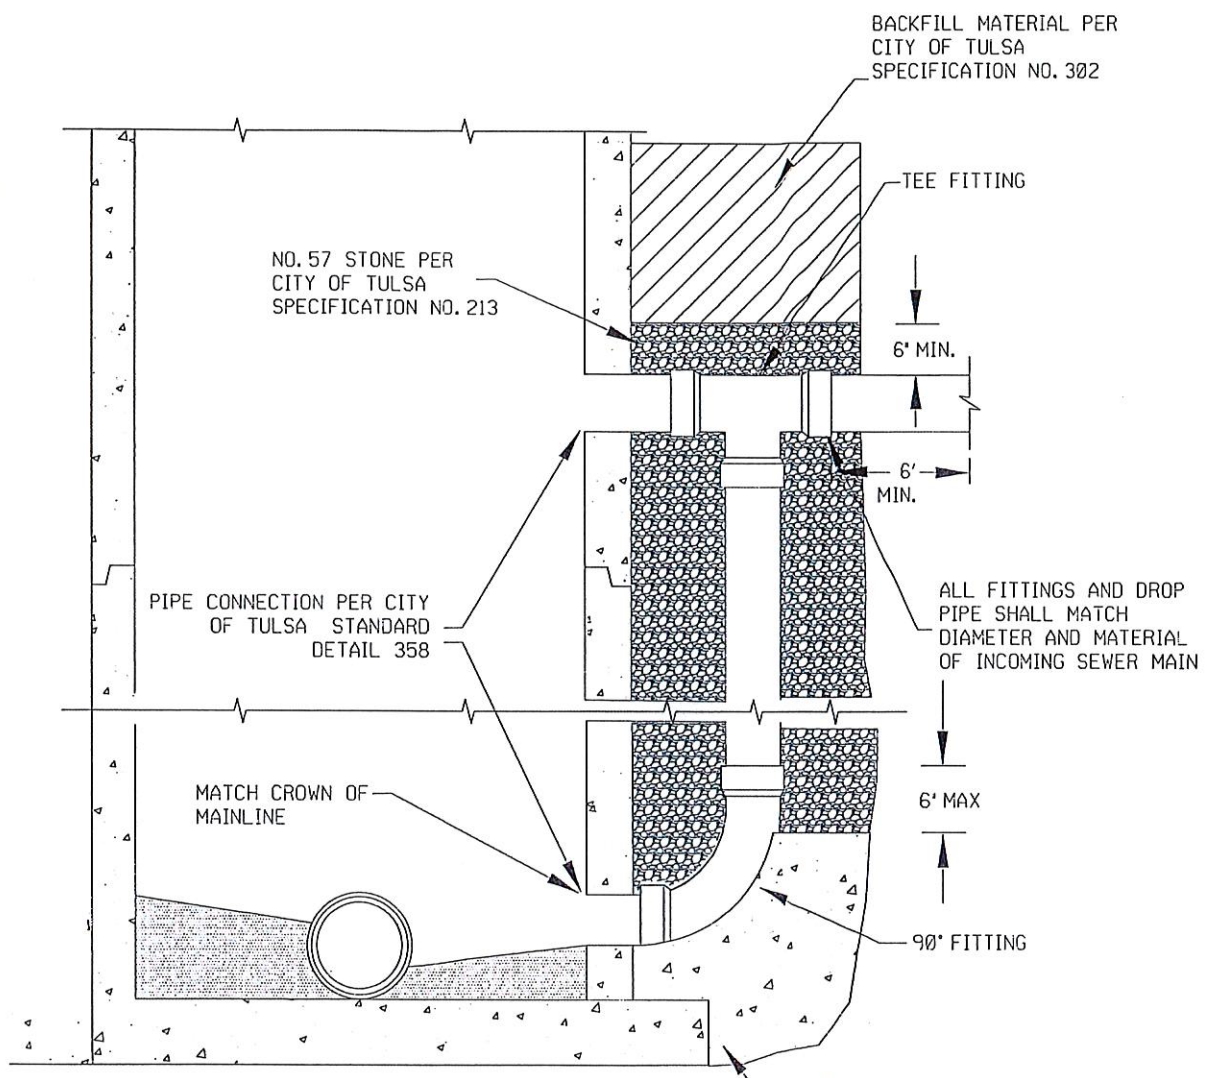 BACKFILL MATERIAL PER
CITY OF TULSA
SPECIFICATION NO. 302
TEE FITTING
NO. 57 STONE PER
CITY OF TULSA
SPECIFICATION NO. 213
6" MIN.
6'
MIN.
PIPE CONNECTION PER CITY
OF TULSA STANDARD
DETAIL 358
ALL FITTINGS AND DROP
PIPE SHALL MATCH
DIAMETER AND MATERIAL
OF INCOMING SEWER MAIN
MATCH CROWN OF
MAINLINE
6" MAX
90° FITTING